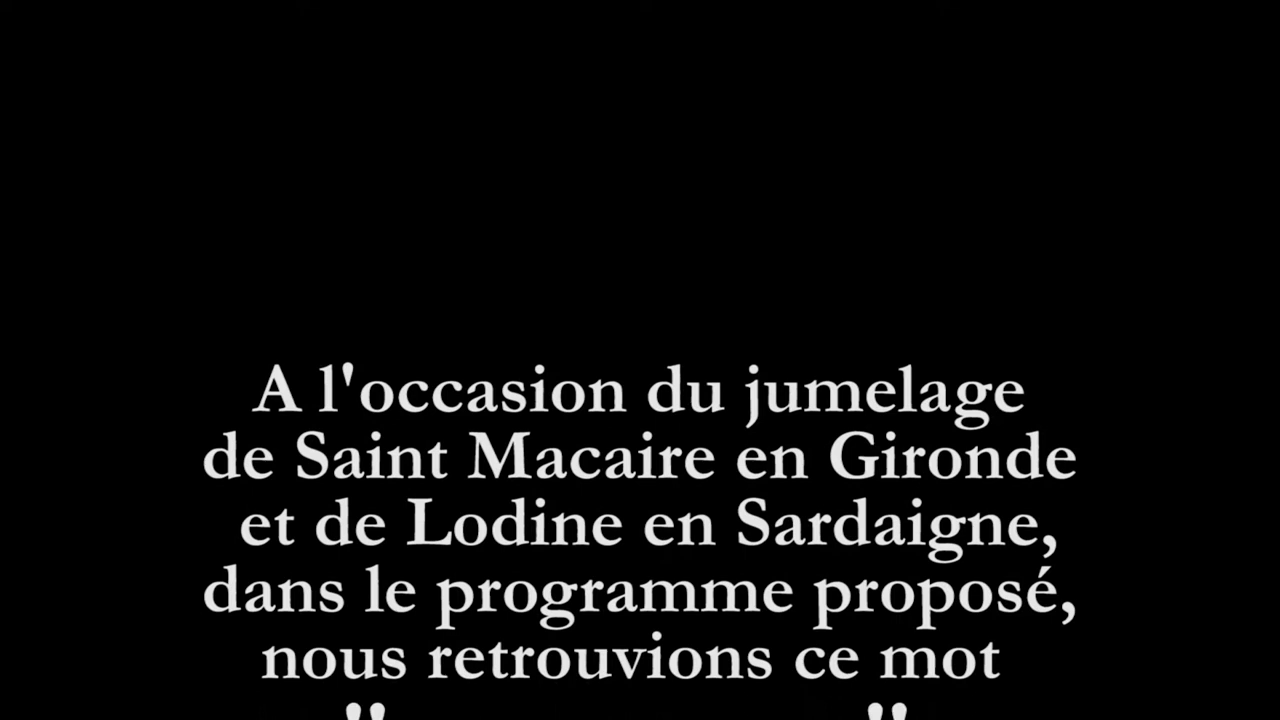 A l'occasion du jumelage
de Saint Macaire en Gironde
et de Lodine en Sardaigne,
dans le programme proposé,
nous retrouvions ce mot